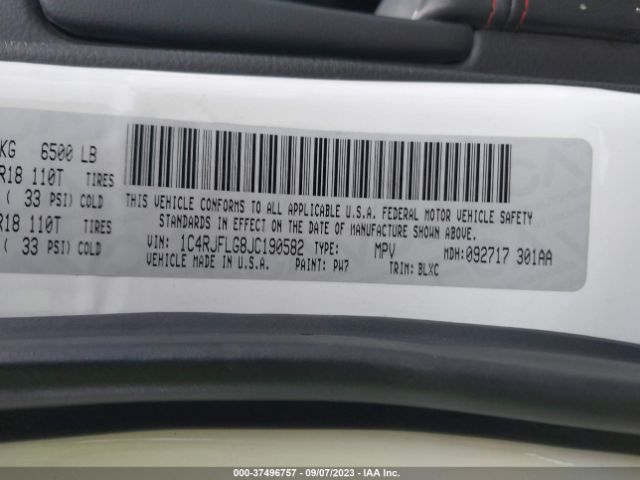 KG 6500 LB
R18 110T TIRES
( 33 PSI) COLD
R18 110T TIRES
( 33 PSI) COLD
THIS VEHICLE CONFORMS TO ALL APPLICABLE U.S.A. FEDERAL MOTOR VEHICLE SAFETY
STANDARDS IN EFFECT ON THE DATE OF MANUFACTURE SHOWN ABOVE.
VIN: 1C4RJFLG8JC190582 TYPE: MPV MDH:092717 301AA
VEHICLE MADE IN U.S.A. PAINT: PW7 TRIM: BLXC
000-37496757 - 09/07/2023 - IAA Inc.